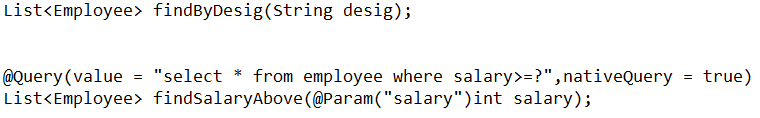 List<Employee> findByDesig(String desig);
@Query(value = "select * from employee where salary>=?",nativeQuery = true)
List<Employee> findSalaryAbove(@Param("salary")int salary);